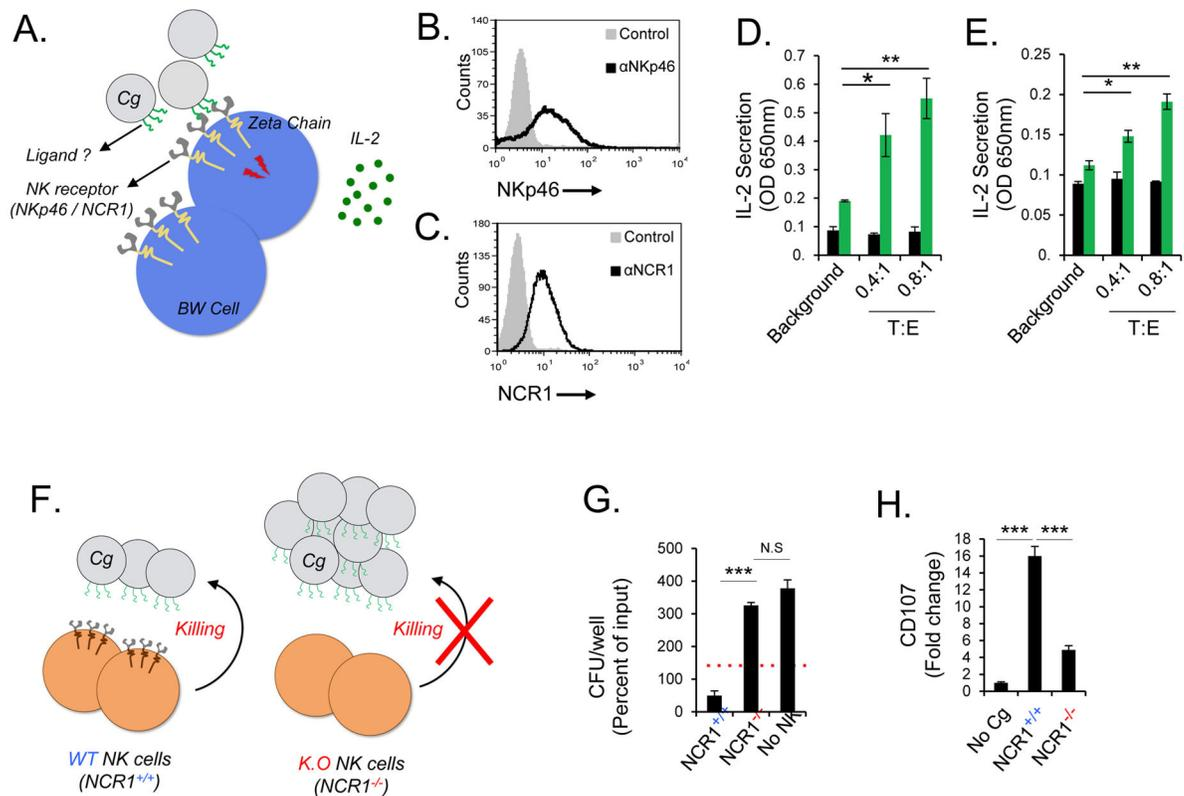 A.
Cg
Zeta Chain
IL-2
Ligand ?
NK receptor
(NKp46 / NCR1)
BW Cell
B.
140
105
70
35
0
Counts
Control
αNKp46
10⁰ 10¹ 10² 10³ 10⁴
NKp46
C.
180
135
90
45
0
Counts
Control
αNCR1
10⁰ 10¹ 10² 10³ 10⁴
NCR1
D.
IL-2 Secretion
(OD 650nm)
0.7
0.6
0.5
0.4
0.3
0.2
0.1
0.
*
**
Background
0.4:1
0.8:1
T:E
E.
IL-2 Secretion
(OD 650nm)
0.25
0.2
0.15
0.1
0.05
0.
**
*
Background
0.4:1
0.8:1
T:E
F.
Cg
Killing
WT NK cells
(NCR1+/+)
Cg
Killing
K.O NK cells
(NCR1-/-)
G.
CFU/well
(Percent of input)
500
400
300
100
0
***
N.S
NCR1+/+
NCR1-/-
No NK
H.
CD107
(Fold change)
18
16
14
12
10
8
6
4
2
0
*** ***
No Cg
NCR1+/+
NCR1-/-